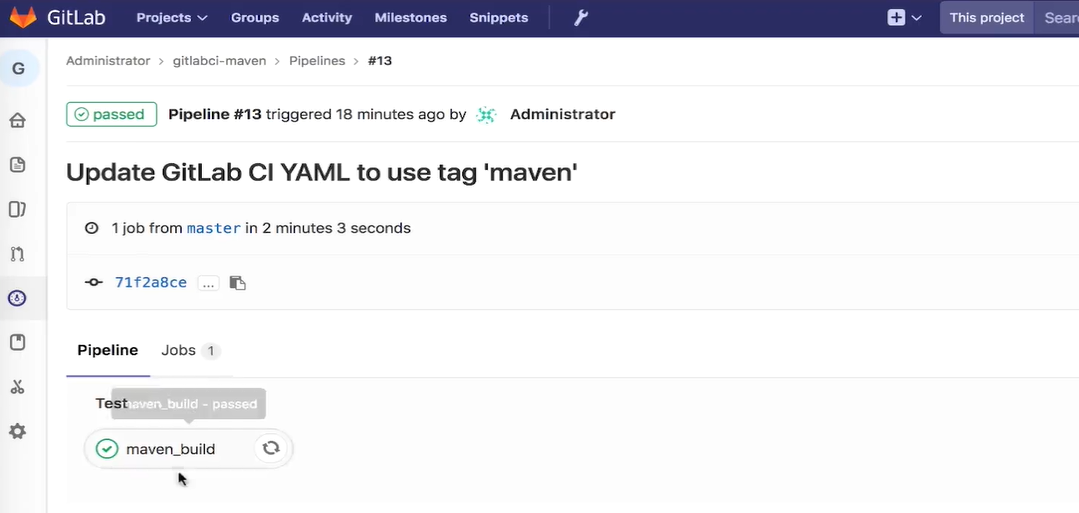 GitLab Projects Groups Activity Milestones Snippets This project
G Administrator > gitlabci-maven > Pipelines > #13
passed Pipeline #13 triggered 18 minutes ago by Administrator
Update GitLab CI YAML to use tag 'maven'
1 job from master in 2 minutes 3 seconds
71f2a8ce ...
Pipeline Jobs 1
Test maven_build - passed
maven_build